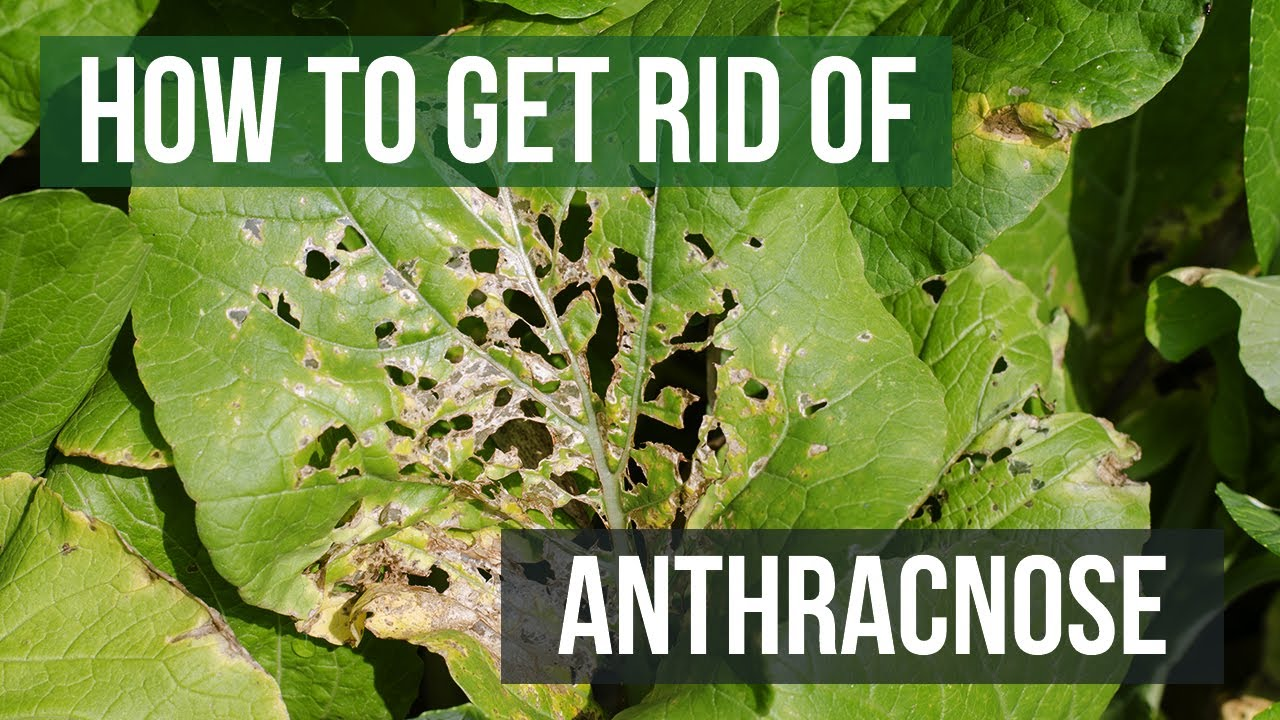 HOW TO GET RID OF
ANTHRACNOSE